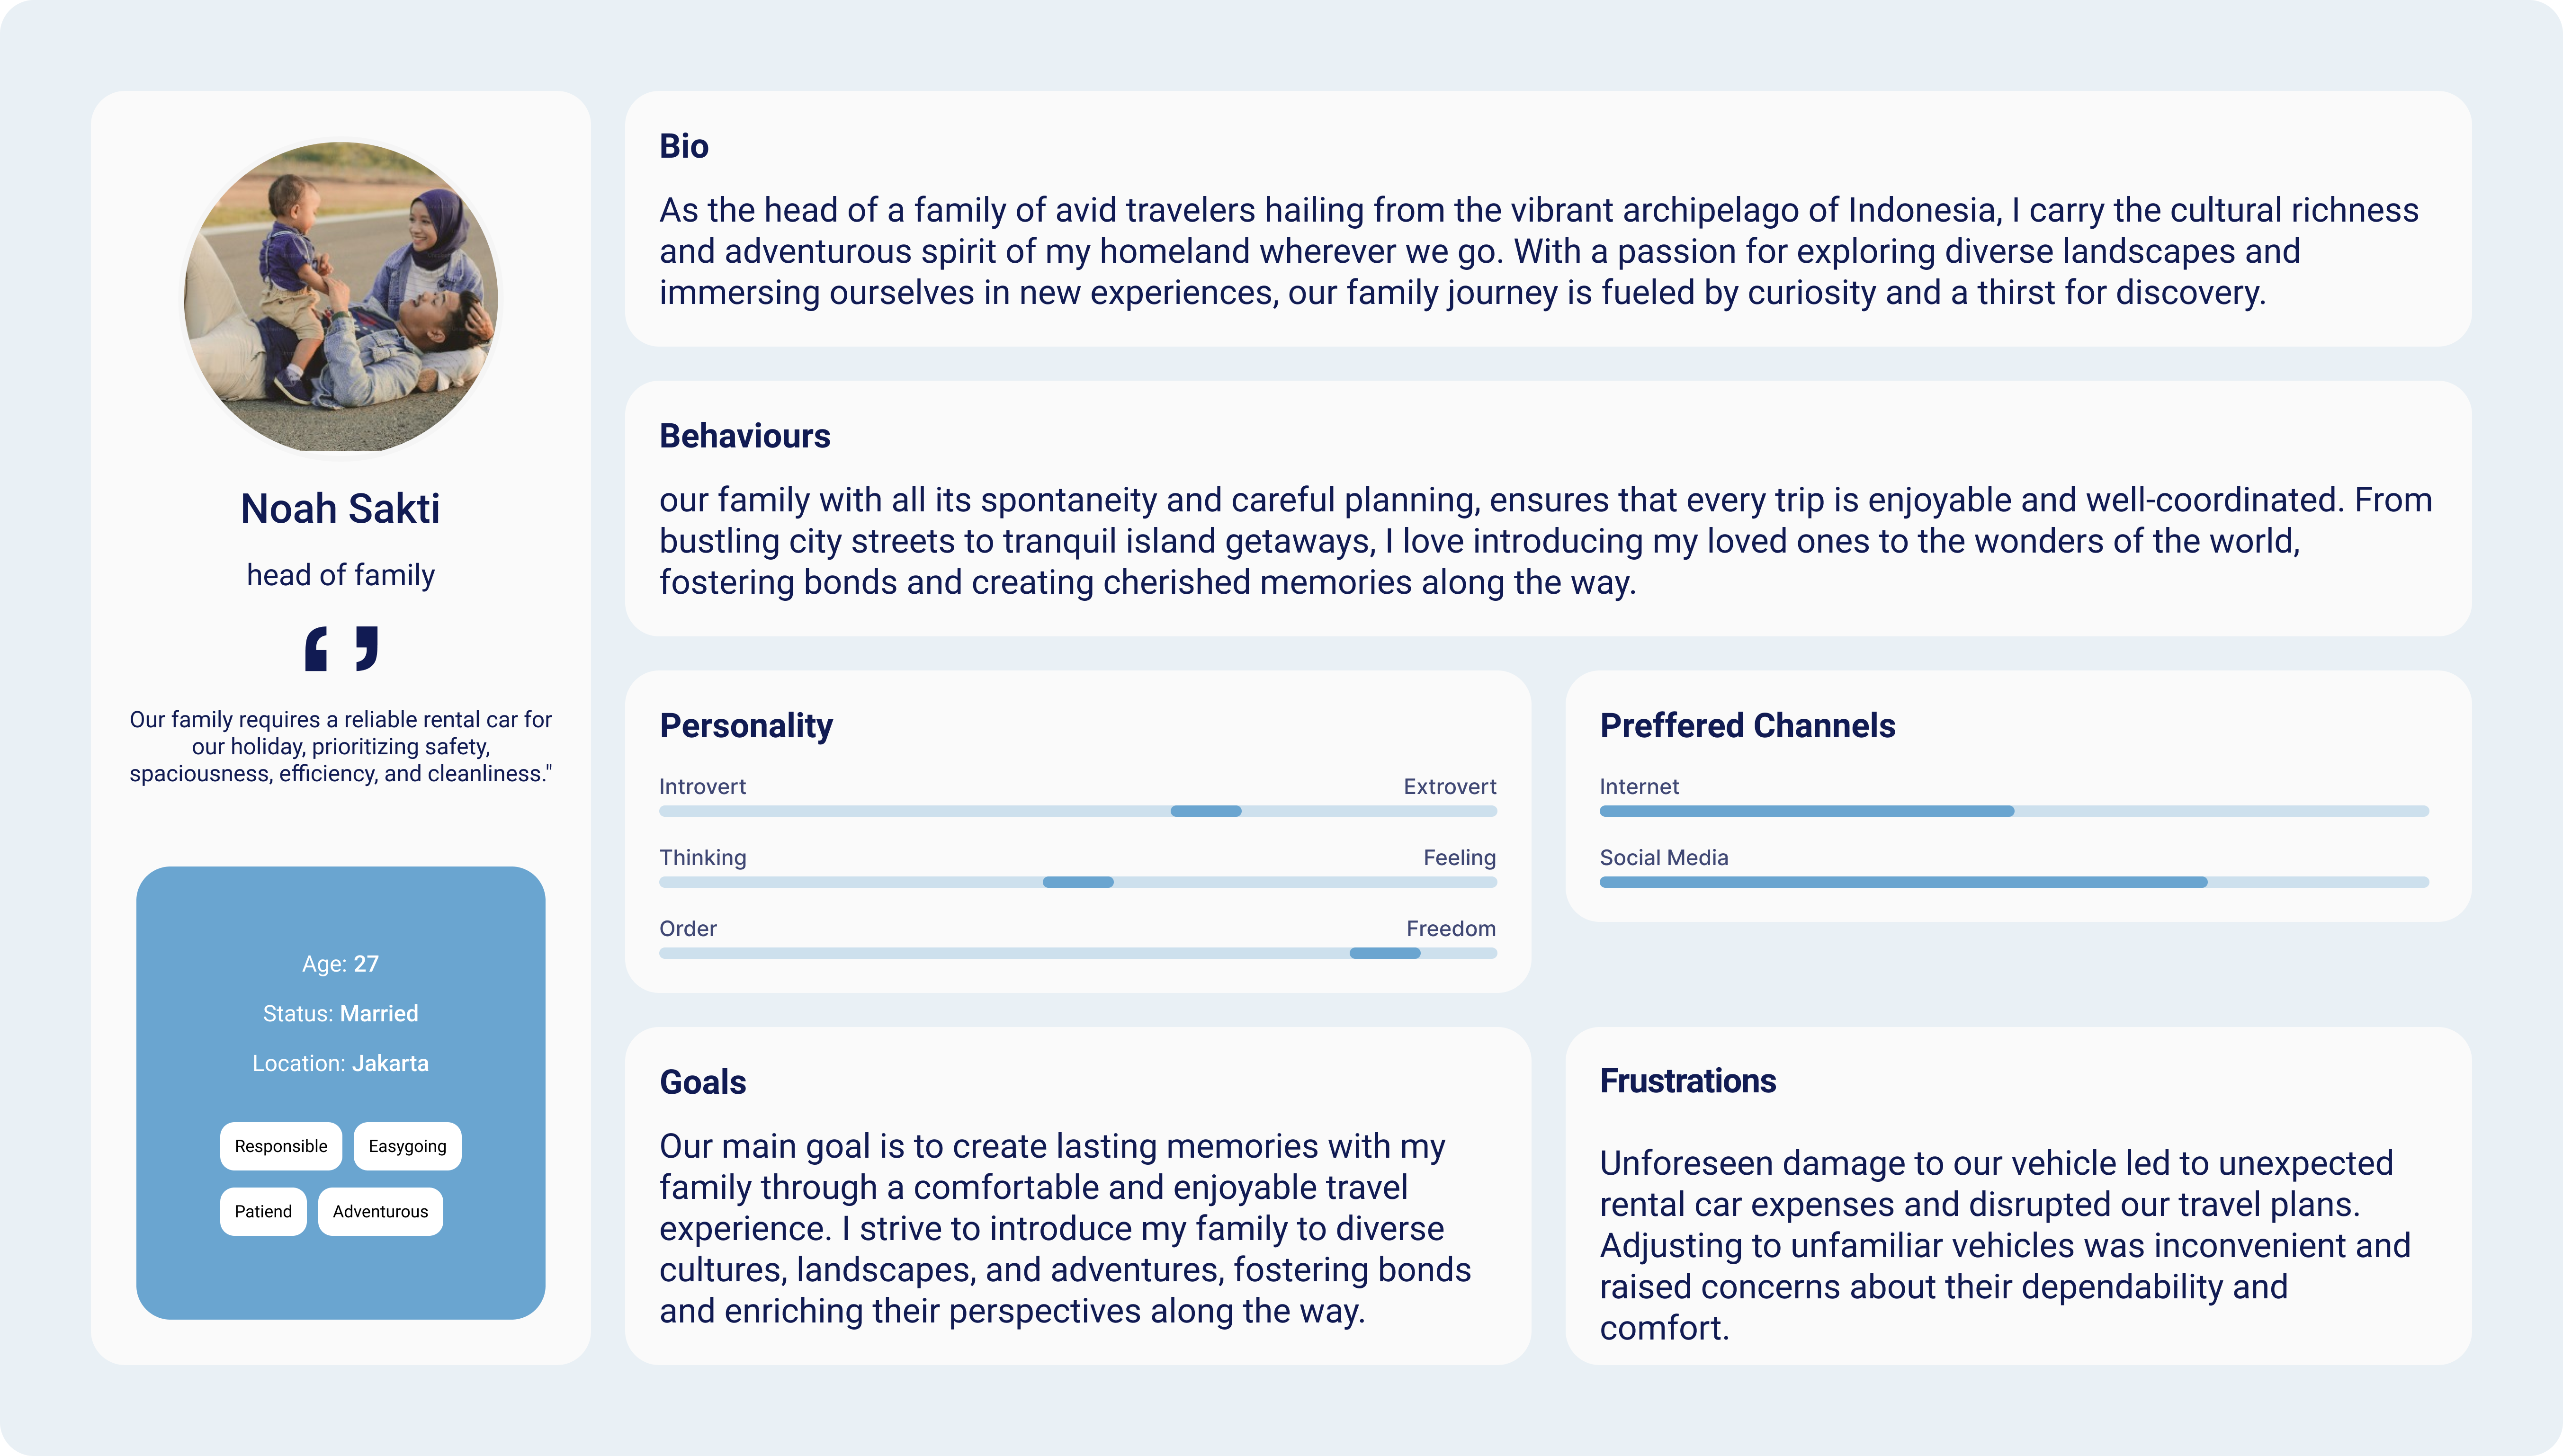 Noah Sakti
head of family
“ ”
Our family requires a reliable rental car for
our holiday, prioritizing safety,
spaciousness, efficiency, and cleanliness."
Age: 27
Status: Married
Location: Jakarta
Responsible
Easygoing
Patiend
Adventurous
Bio
As the head of a family of avid travelers hailing from the vibrant archipelago of Indonesia, I carry the cultural richness
and adventurous spirit of my homeland wherever we go. With a passion for exploring diverse landscapes and
immersing ourselves in new experiences, our family journey is fueled by curiosity and a thirst for discovery.
Behaviours
our family with all its spontaneity and careful planning, ensures that every trip is enjoyable and well-coordinated. From
bustling city streets to tranquil island getaways, I love introducing my loved ones to the wonders of the world,
fostering bonds and creating cherished memories along the way.
Personality
Introvert Extrovert
Thinking Feeling
Order Freedom
Preffered Channels
Internet
Social Media
Goals
Our main goal is to create lasting memories with my
family through a comfortable and enjoyable travel
experience. I strive to introduce my family to diverse
cultures, landscapes, and adventures, fostering bonds
and enriching their perspectives along the way.
Frustrations
Unforeseen damage to our vehicle led to unexpected
rental car expenses and disrupted our travel plans.
Adjusting to unfamiliar vehicles was inconvenient and
raised concerns about their dependability and
comfort.